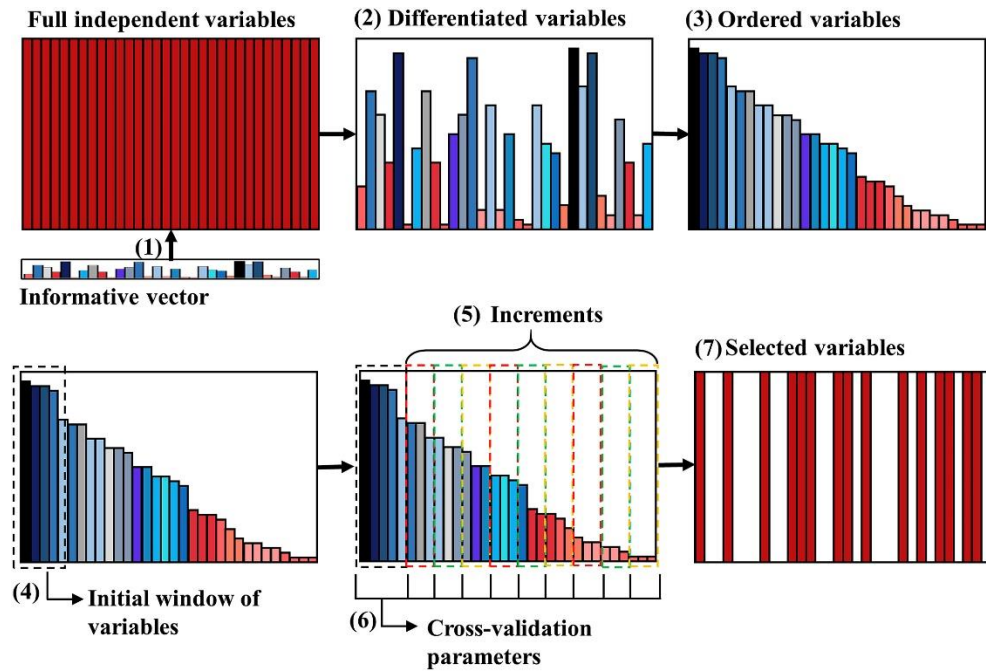 Full independent variables
(2) Differentiated variables
(3) Ordered variables
(1)
Informative vector
(5) Increments
(7) Selected variables
(4)
Initial window of
variables
(6)
Cross-validation
parameters